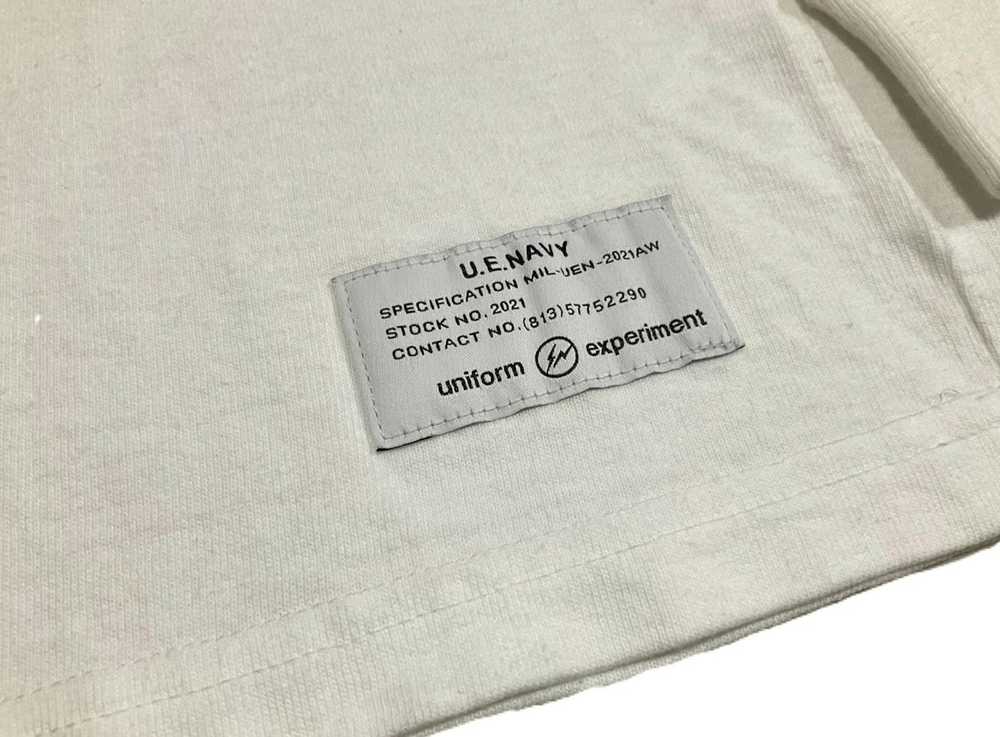 U.E.NAVY
SPECIFICATION MIL-UEN-2021AW
STOCK NO. 2021
CONTACT NO. (813)57752290
uniform experiment